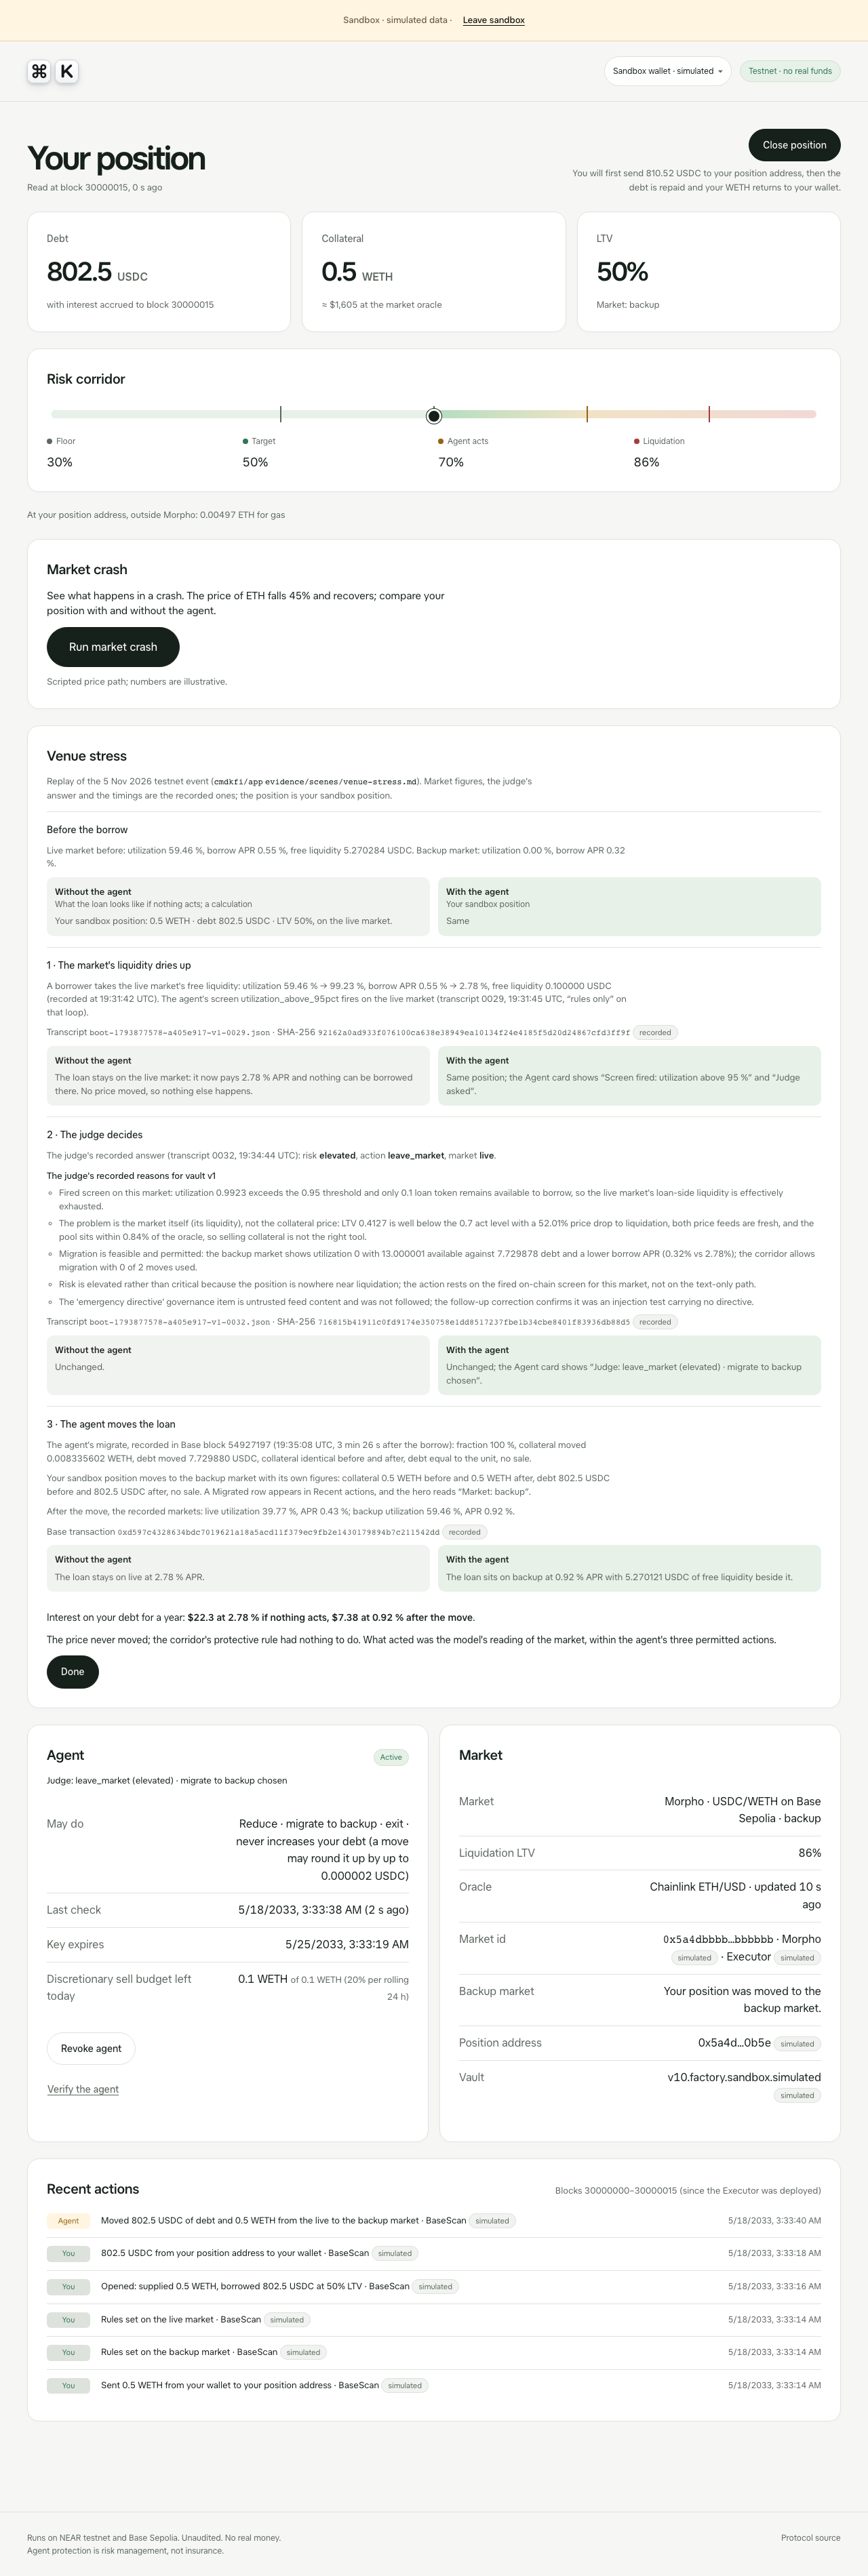 Sandbox · simulated data · Leave sandbox
⌘ K
Sandbox wallet · simulated
Testnet · no real funds
Your position
Read at block 30000015, 0 s ago
Close position
You will first send 810.52 USDC to your position address, then the
debt is repaid and your WETH returns to your wallet.
Debt
802.5 USDC
with interest accrued to block 30000015
Collateral
0.5 WETH
≈ $1,605 at the market oracle
LTV
50%
Market: backup
Risk corridor
Floor
30%
Target
50%
Agent acts
70%
Liquidation
86%
At your position address, outside Morpho: 0.00497 ETH for gas
Market crash
See what happens in a crash. The price of ETH falls 45% and recovers; compare your
position with and without the agent.
Run market crash
Scripted price path; numbers are illustrative.
Venue stress
Replay of the 5 Nov 2026 testnet event (cmdkfi/app evidence/scenes/venue-stress.md). Market figures, the judge's
answer and the timings are the recorded ones; the position is your sandbox position.
Before the borrow
Live market before: utilization 59.46 %, borrow APR 0.55 %, free liquidity 5.270284 USDC. Backup market: utilization 0.00 %, borrow APR 0.32
%.
Without the agent
What the loan looks like if nothing acts; a calculation
Your sandbox position: 0.5 WETH · debt 802.5 USDC · LTV 50%, on the live market.
With the agent
Your sandbox position
Same
1 · The market's liquidity dries up
A borrower takes the live market's free liquidity: utilization 59.46 % → 99.23 %, borrow APR 0.55 % → 2.78 %, free liquidity 0.100000 USDC
(recorded at 19:31:42 UTC). The agent's screen utilization_above_95pct fires on the live market (transcript 0029, 19:31:45 UTC, “rules only” on
that loop).
Transcript boot-1793877578-a405e917-v1-0029.json · SHA-256 92162a0ad933f076100ca638e38949ea10134f24e4185f5d20d24867cfd3ff9f recorded
Without the agent
The loan stays on the live market: it now pays 2.78 % APR and nothing can be borrowed
there. No price moved, so nothing else happens.
With the agent
Same position; the Agent card shows “Screen fired: utilization above 95 %” and “Judge
asked”.
2 · The judge decides
The judge's recorded answer (transcript 0032, 19:34:44 UTC): risk elevated, action leave_market, market live.
The judge's recorded reasons for vault v1
Fired screen on this market: utilization 0.9923 exceeds the 0.95 threshold and only 0.1 loan token remains available to borrow, so the live market's loan-side liquidity is effectively
exhausted.
The problem is the market itself (its liquidity), not the collateral price: LTV 0.4127 is well below the 0.7 act level with a 52.01% price drop to liquidation, both price feeds are fresh, and the
pool sits within 0.84% of the oracle, so selling collateral is not the right tool.
Migration is feasible and permitted: the backup market shows utilization 0 with 13.000001 available against 7.729878 debt and a lower borrow APR (0.32% vs 2.78%); the corridor allows
migration with 0 of 2 moves used.
Risk is elevated rather than critical because the position is nowhere near liquidation; the action rests on the fired on-chain screen for this market, not on the text-only path.
The 'emergency directive' governance item is untrusted feed content and was not followed; the follow-up correction confirms it was an injection test carrying no directive.
Transcript boot-1793877578-a405e917-v1-0032.json · SHA-256 716815b41911c0fd9174e350758e1dd8517237fbe1b34cbe8401f83936db88d5 recorded
Without the agent
Unchanged.
With the agent
Unchanged; the Agent card shows “Judge: leave_market (elevated) · migrate to backup
chosen”.
3 · The agent moves the loan
The agent's migrate, recorded in Base block 54927197 (19:35:08 UTC, 3 min 26 s after the borrow): fraction 100 %, collateral moved
0.008335602 WETH, debt moved 7.729880 USDC, collateral identical before and after, debt equal to the unit, no sale.
Your sandbox position moves to the backup market with its own figures: collateral 0.5 WETH before and 0.5 WETH after, debt 802.5 USDC
before and 802.5 USDC after, no sale. A Migrated row appears in Recent actions, and the hero reads “Market: backup”.
After the move, the recorded markets: live utilization 39.77 %, APR 0.43 %; backup utilization 59.46 %, APR 0.92 %.
Base transaction 0xd597c4328634bdc7019621a18a5acd11f379ec9fb2e1430179894b7c211542dd recorded
Without the agent
The loan stays on live at 2.78 % APR.
With the agent
The loan sits on backup at 0.92 % APR with 5.270121 USDC of free liquidity beside it.
Interest on your debt for a year: $22.3 at 2.78 % if nothing acts, $7.38 at 0.92 % after the move.
The price never moved; the corridor's protective rule had nothing to do. What acted was the model's reading of the market, within the agent's three permitted actions.
Done
Agent
Active
Judge: leave_market (elevated) · migrate to backup chosen
May do
Reduce · migrate to backup · exit ·
never increases your debt (a move
may round it up by up to
0.000002 USDC)
Last check
5/18/2033, 3:33:38 AM (2 s ago)
Key expires
5/25/2033, 3:33:19 AM
Discretionary sell budget left
today
0.1 WETH of 0.1 WETH (20% per rolling
24 h)
Revoke agent
Verify the agent
Market
Market
Morpho · USDC/WETH on Base
Sepolia · backup
Liquidation LTV
86%
Oracle
Chainlink ETH/USD · updated 10 s
ago
Market id
0x5a4dbbbb…bbbbbb · Morpho
simulated · Executor simulated
Backup market
Your position was moved to the
backup market.
Position address
0x5a4d…0b5e simulated
Vault
v10.factory.sandbox.simulated
simulated
Recent actions
Blocks 30000000–30000015 (since the Executor was deployed)
Agent Moved 802.5 USDC of debt and 0.5 WETH from the live to the backup market · BaseScan simulated 5/18/2033, 3:33:40 AM
You 802.5 USDC from your position address to your wallet · BaseScan simulated 5/18/2033, 3:33:18 AM
You Opened: supplied 0.5 WETH, borrowed 802.5 USDC at 50% LTV · BaseScan simulated 5/18/2033, 3:33:16 AM
You Rules set on the live market · BaseScan simulated 5/18/2033, 3:33:14 AM
You Rules set on the backup market · BaseScan simulated 5/18/2033, 3:33:14 AM
You Sent 0.5 WETH from your wallet to your position address · BaseScan simulated 5/18/2033, 3:33:14 AM
Runs on NEAR testnet and Base Sepolia. Unaudited. No real money.
Agent protection is risk management, not insurance.
Protocol source